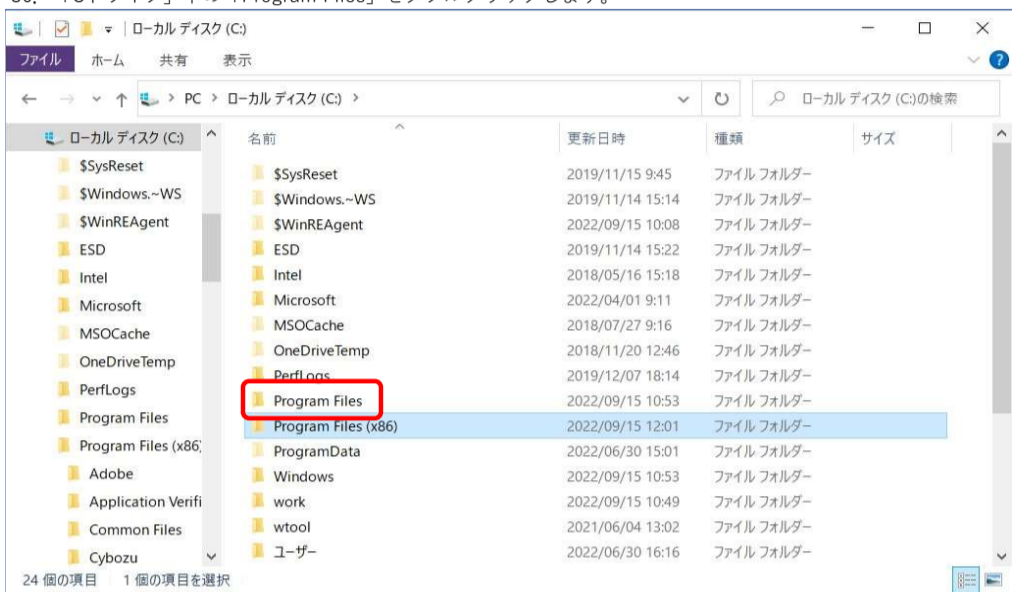 ローカル ディスク (C:)
ファイル ホーム 共有 表示
PC > ローカル ディスク (C:) > ローカル ディスク (C:)の検索
ローカル ディスク (C:) 名前 更新日時 種類 サイズ
$SysReset
$Windows.~WS
$WinREAgent
ESD
Intel
Microsoft
MSOCache
OneDriveTemp
PerfLogs
Program Files
Program Files (x86)
Adobe
Application Verifi
Common Files
Cybozu
$SysReset 2019/11/15 9:45 ファイル フォルダー
$Windows.~WS 2019/11/14 15:14 ファイル フォルダー
$WinREAgent 2022/09/15 10:08 ファイル フォルダー
ESD 2019/11/14 15:22 ファイル フォルダー
Intel 2018/05/16 15:18 ファイル フォルダー
Microsoft 2022/04/01 9:11 ファイル フォルダー
MSOCache 2018/07/27 9:16 ファイル フォルダー
OneDriveTemp 2018/11/20 12:46 ファイル フォルダー
PerfLogs 2019/12/07 18:14 ファイル フォルダー
Program Files 2022/09/15 10:53 ファイル フォルダー
Program Files (x86) 2022/09/15 12:01 ファイル フォルダー
ProgramData 2022/06/30 15:01 ファイル フォルダー
Windows 2022/09/15 10:53 ファイル フォルダー
work 2022/09/15 10:49 ファイル フォルダー
wtool 2021/06/04 13:02 ファイル フォルダー
ユーザー 2022/06/30 16:16 ファイル フォルダー
24 個の項目 1 個の項目を選択